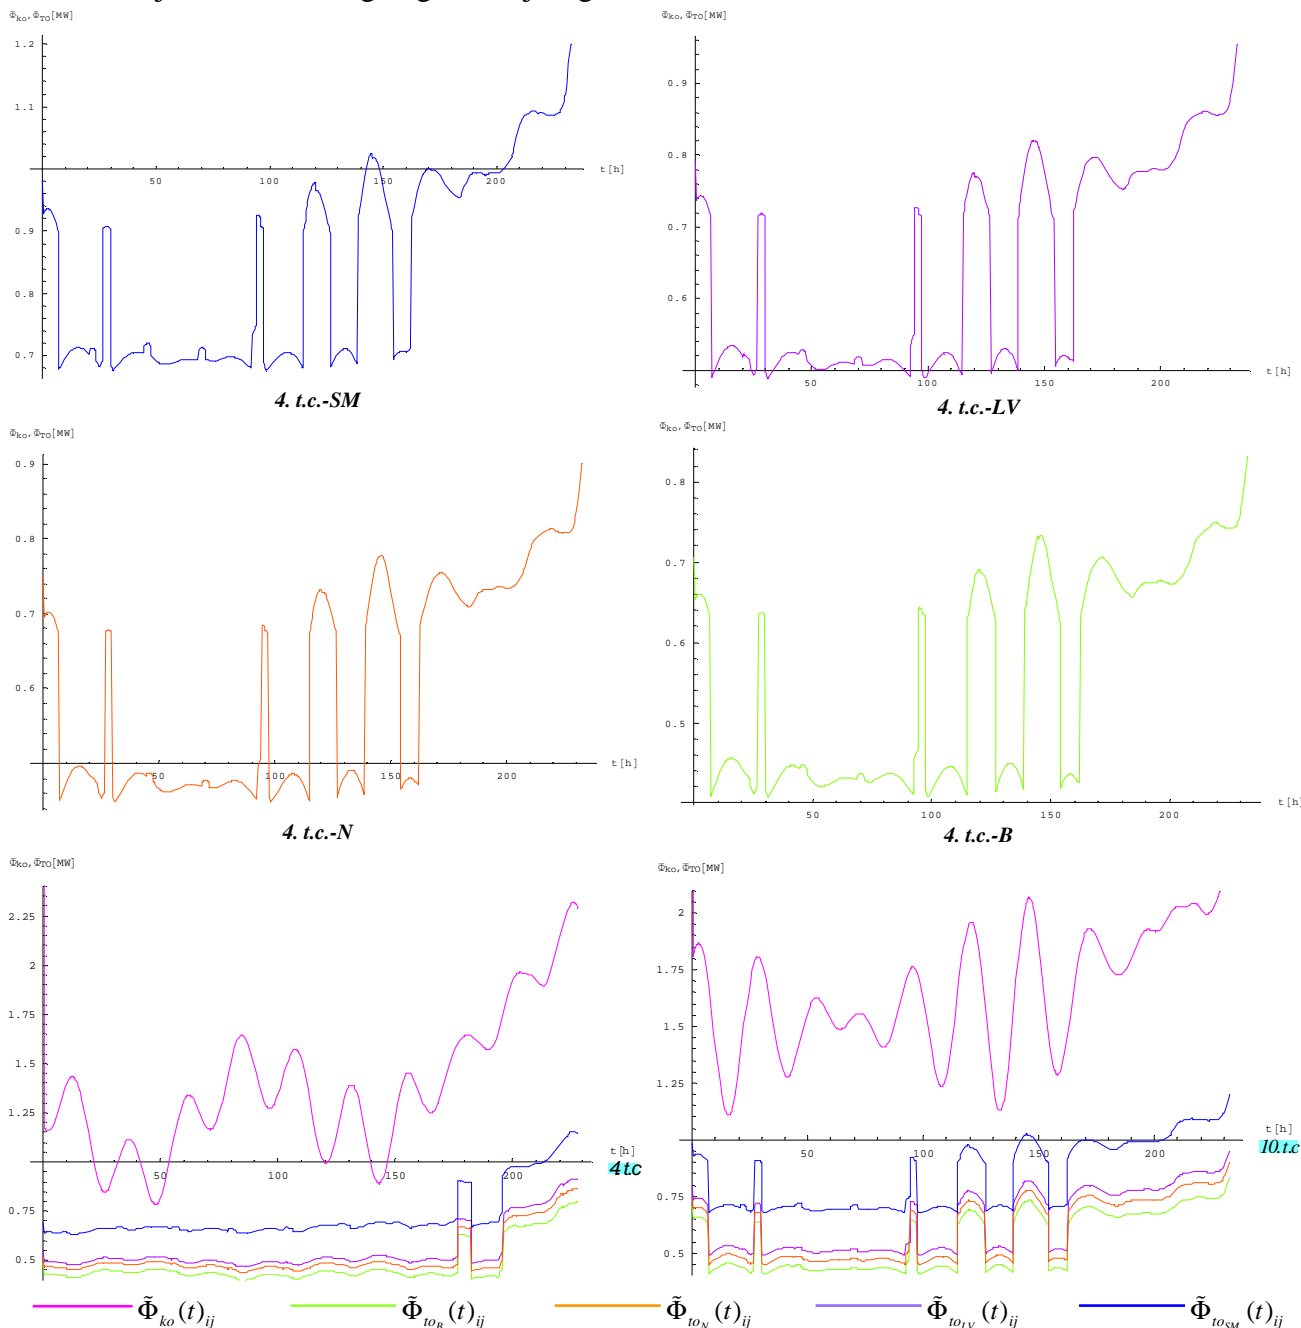 Φko, ΦTO[MW]
1.2
1.1
0.9
0.8
0.7
50
100
150
200
t[h]
4. t.c.-SM
Φko, ΦTO[MW]
0.9
0.8
0.7
0.6
50
100
150
200
t[h]
4. t.c.-LV
Φko, ΦTO[MW]
0.9
0.8
0.7
0.6
50
100
150
200
t[h]
4. t.c.-N
Φko, ΦTO[MW]
0.8
0.7
0.6
0.5
50
100
150
200
t[h]
4. t.c.-B
Φko, ΦTO[MW]
2.25
2
1.75
1.5
1.25
0.75
0.5
50
100
150
200
t[h]
4t.c
Φko, ΦTO[MW]
2
1.75
1.5
1.25
0.75
0.5
50
100
150
200
t[h]
10.t.c
Φ̃ko(t)ij Φ̃toB(t)ij Φ̃toN(t)ij Φ̃toLV(t)ij Φ̃toSM(t)ij